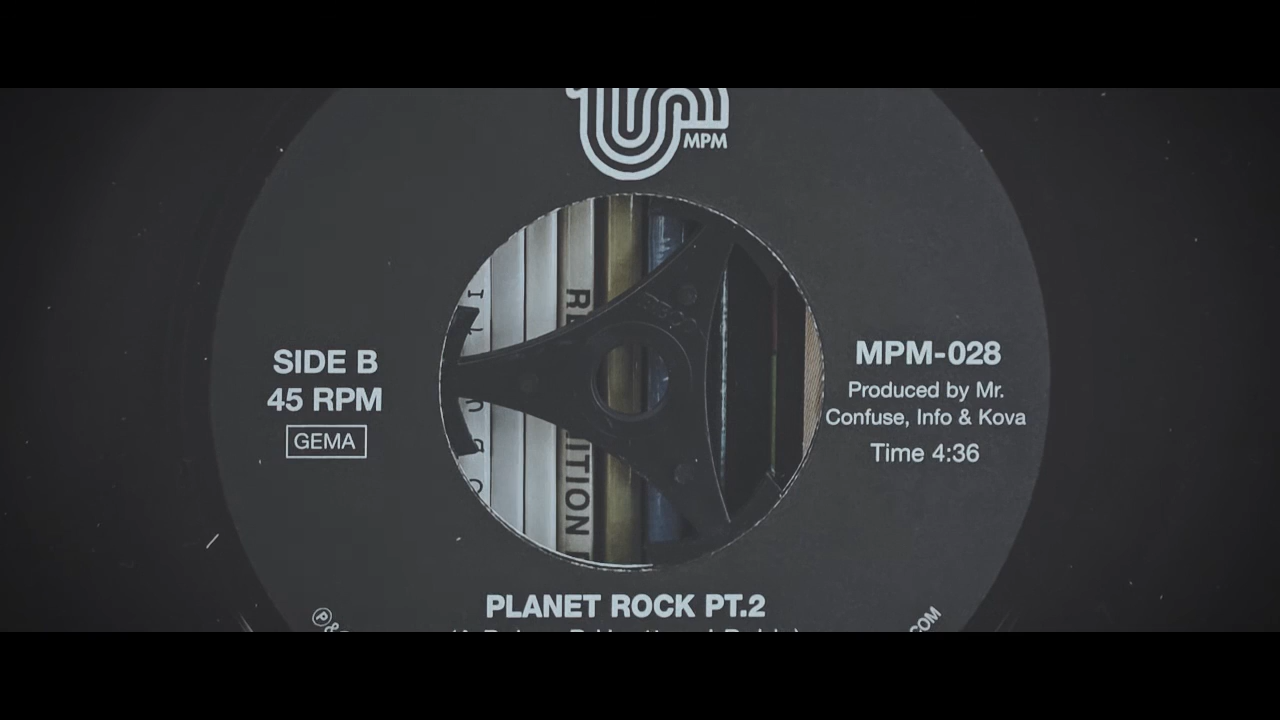 MPM
SIDE B
45 RPM
GEMA
MPM-028
Produced by Mr.
Confuse, Info & Kova
Time 4:36
PLANET ROCK PT.2